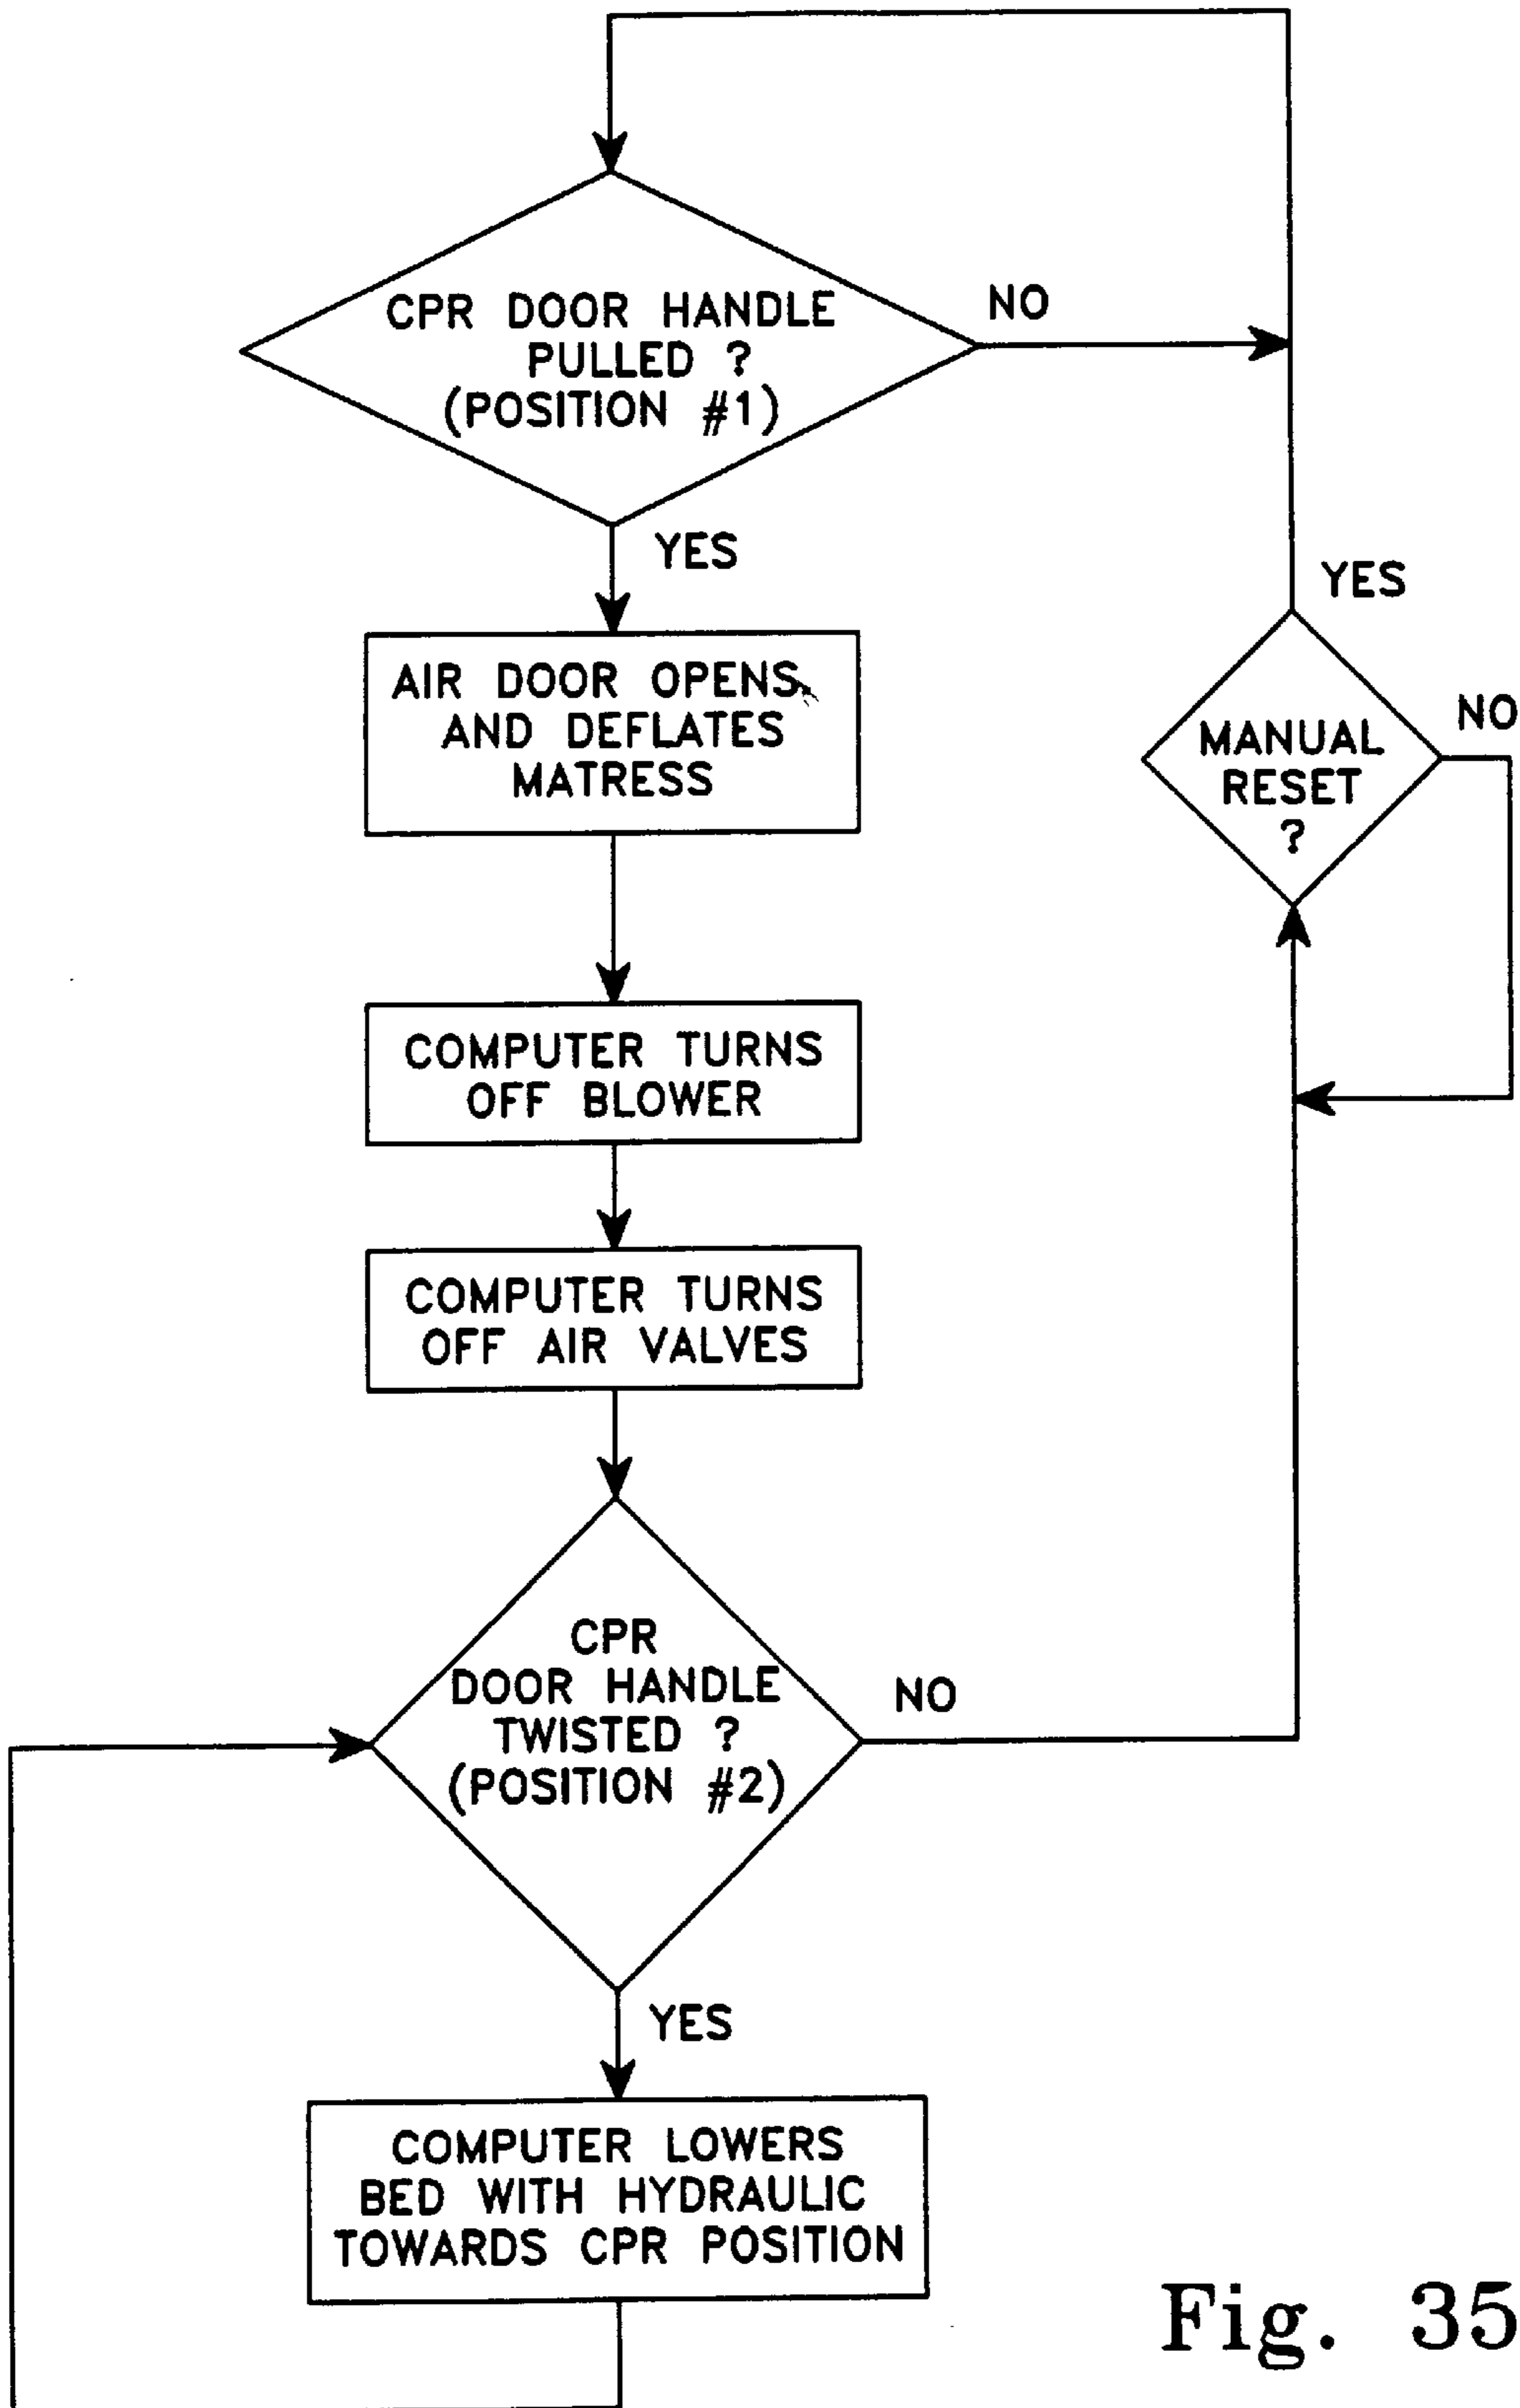 CPR DOOR HANDLE
PULLED ?
(POSITION #1)
NO
YES
AIR DOOR OPENS
AND DEFLATES
MATRESS
YES
MANUAL
RESET
?
NO
COMPUTER TURNS
OFF BLOWER
COMPUTER TURNS
OFF AIR VALVES
CPR
DOOR HANDLE
TWISTED ?
(POSITION #2)
NO
YES
COMPUTER LOWERS
BED WITH HYDRAULIC
TOWARDS CPR POSITION
Fig. 35